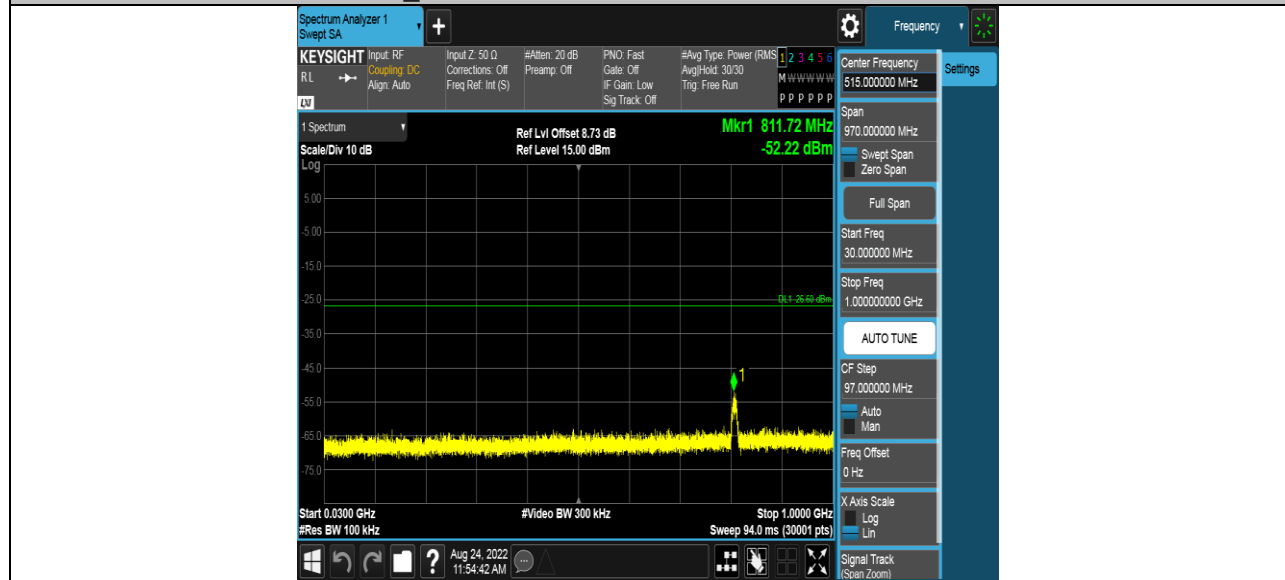 Spectrum Analyzer 1
Swept SA
+
Frequency
KEYSIGHT
RL
LXI
Input: RF
Coupling: DC
Align: Auto
Input Z: 50 Ω
Corrections: Off
Freq Ref: Int (S)
#Atten: 20 dB
Preamp: Off
PNO: Fast
Gate: Off
IF Gain: Low
Sig Track: Off
#Avg Type: Power (RMS
Avg|Hold: 30/30
Trig: Free Run
1 2 3 4 5 6
M W W W W W
P P P P P P
1 Spectrum
Scale/Div 10 dB
Log
Ref Lvl Offset 8.73 dB
Ref Level 15.00 dBm
Mkr1 811.72 MHz
-52.22 dBm
5.00
-5.00
-15.0
-25.0
DL1 -26.60 dBm
-35.0
-45.0
1
-55.0
-65.0
-75.0
Start 0.0300 GHz
#Res BW 100 kHz
#Video BW 300 kHz
Stop 1.0000 GHz
Sweep 94.0 ms (30001 pts)
?
Aug 24, 2022
11:54:42 AM
Center Frequency
515.000000 MHz
Settings
Span
970.000000 MHz
Swept Span
Zero Span
Full Span
Start Freq
30.000000 MHz
Stop Freq
1.000000000 GHz
AUTO TUNE
CF Step
97.000000 MHz
Auto
Man
Freq Offset
0 Hz
X Axis Scale
Log
Lin
Signal Track
(Span Zoom)